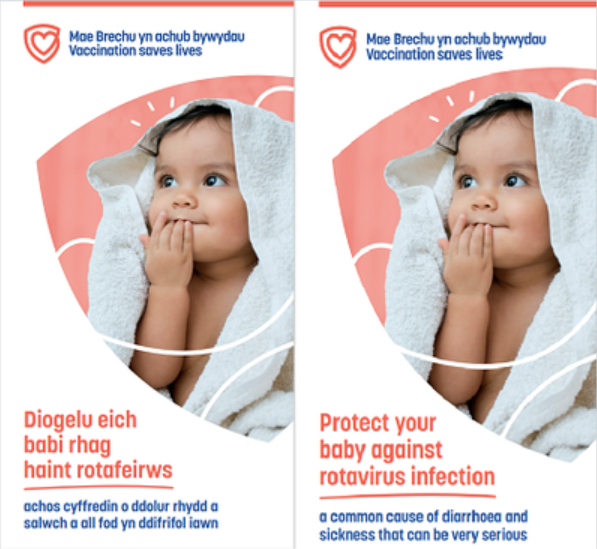 Mae Brechu yn achub bywydau
Vaccination saves lives
Diogelu eich
babi rhag
haint rotafeirws
achos cyffredin o ddolur rhydd a
salwch a all fod yn ddifrifol iawn
Mae Brechu yn achub bywydau
Vaccination saves lives
Protect your
baby against
rotavirus infection
a common cause of diarrhoea and
sickness that can be very serious